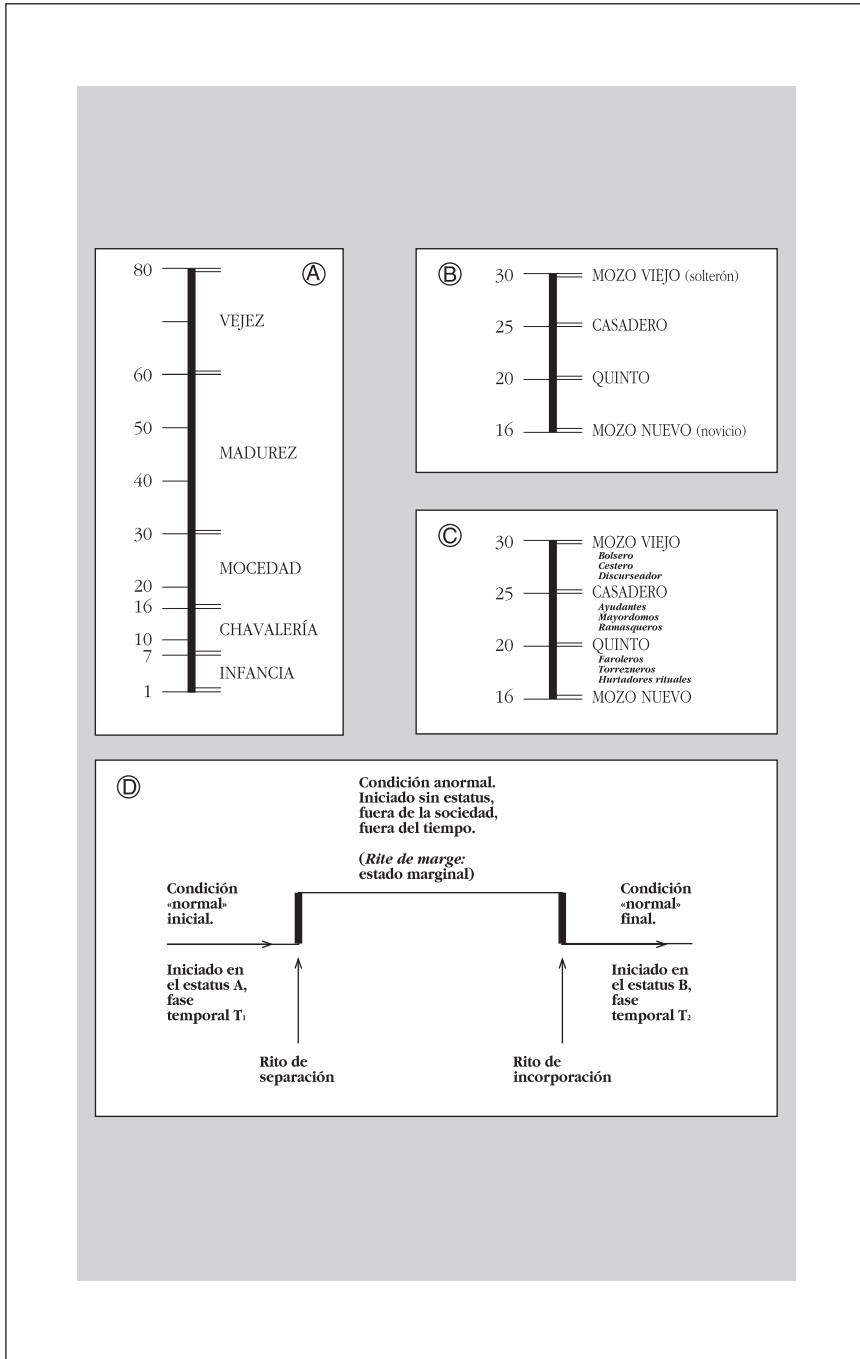 Ⓐ
80
VEJEZ
60
50
MADUREZ
40
30
MOCEDAD
20
16
CHAVALERÍA
10
7
INFANCIA
1
Ⓑ
30 MOZO VIEJO (solterón)
25 CASADERO
20 QUINTO
16 MOZO NUEVO (novicio)
Ⓒ
30 MOZO VIEJO
Bolsero
Cestero
Discurseador
25 CASADERO
Ayudantes
Mayordomos
Ramasqueros
20 QUINTO
Faroleros
Torrezneros
Hurtadores rituales
16 MOZO NUEVO
Ⓓ
Condición anormal.
Iniciado sin estatus,
fuera de la sociedad,
fuera del tiempo.
(Rite de marge:
estado marginal)
Condición
«normal»
inicial.
Condición
«normal»
final.
Iniciado en
el estatus A,
fase
temporal T₁
Iniciado en
el estatus B,
fase
temporal T₂
Rito de
separación
Rito de
incorporación